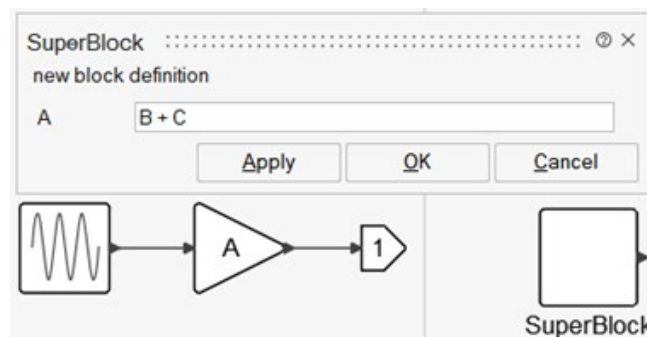 SuperBlock
new block definition
A B + C
Apply OK Cancel
A 1
SuperBlock